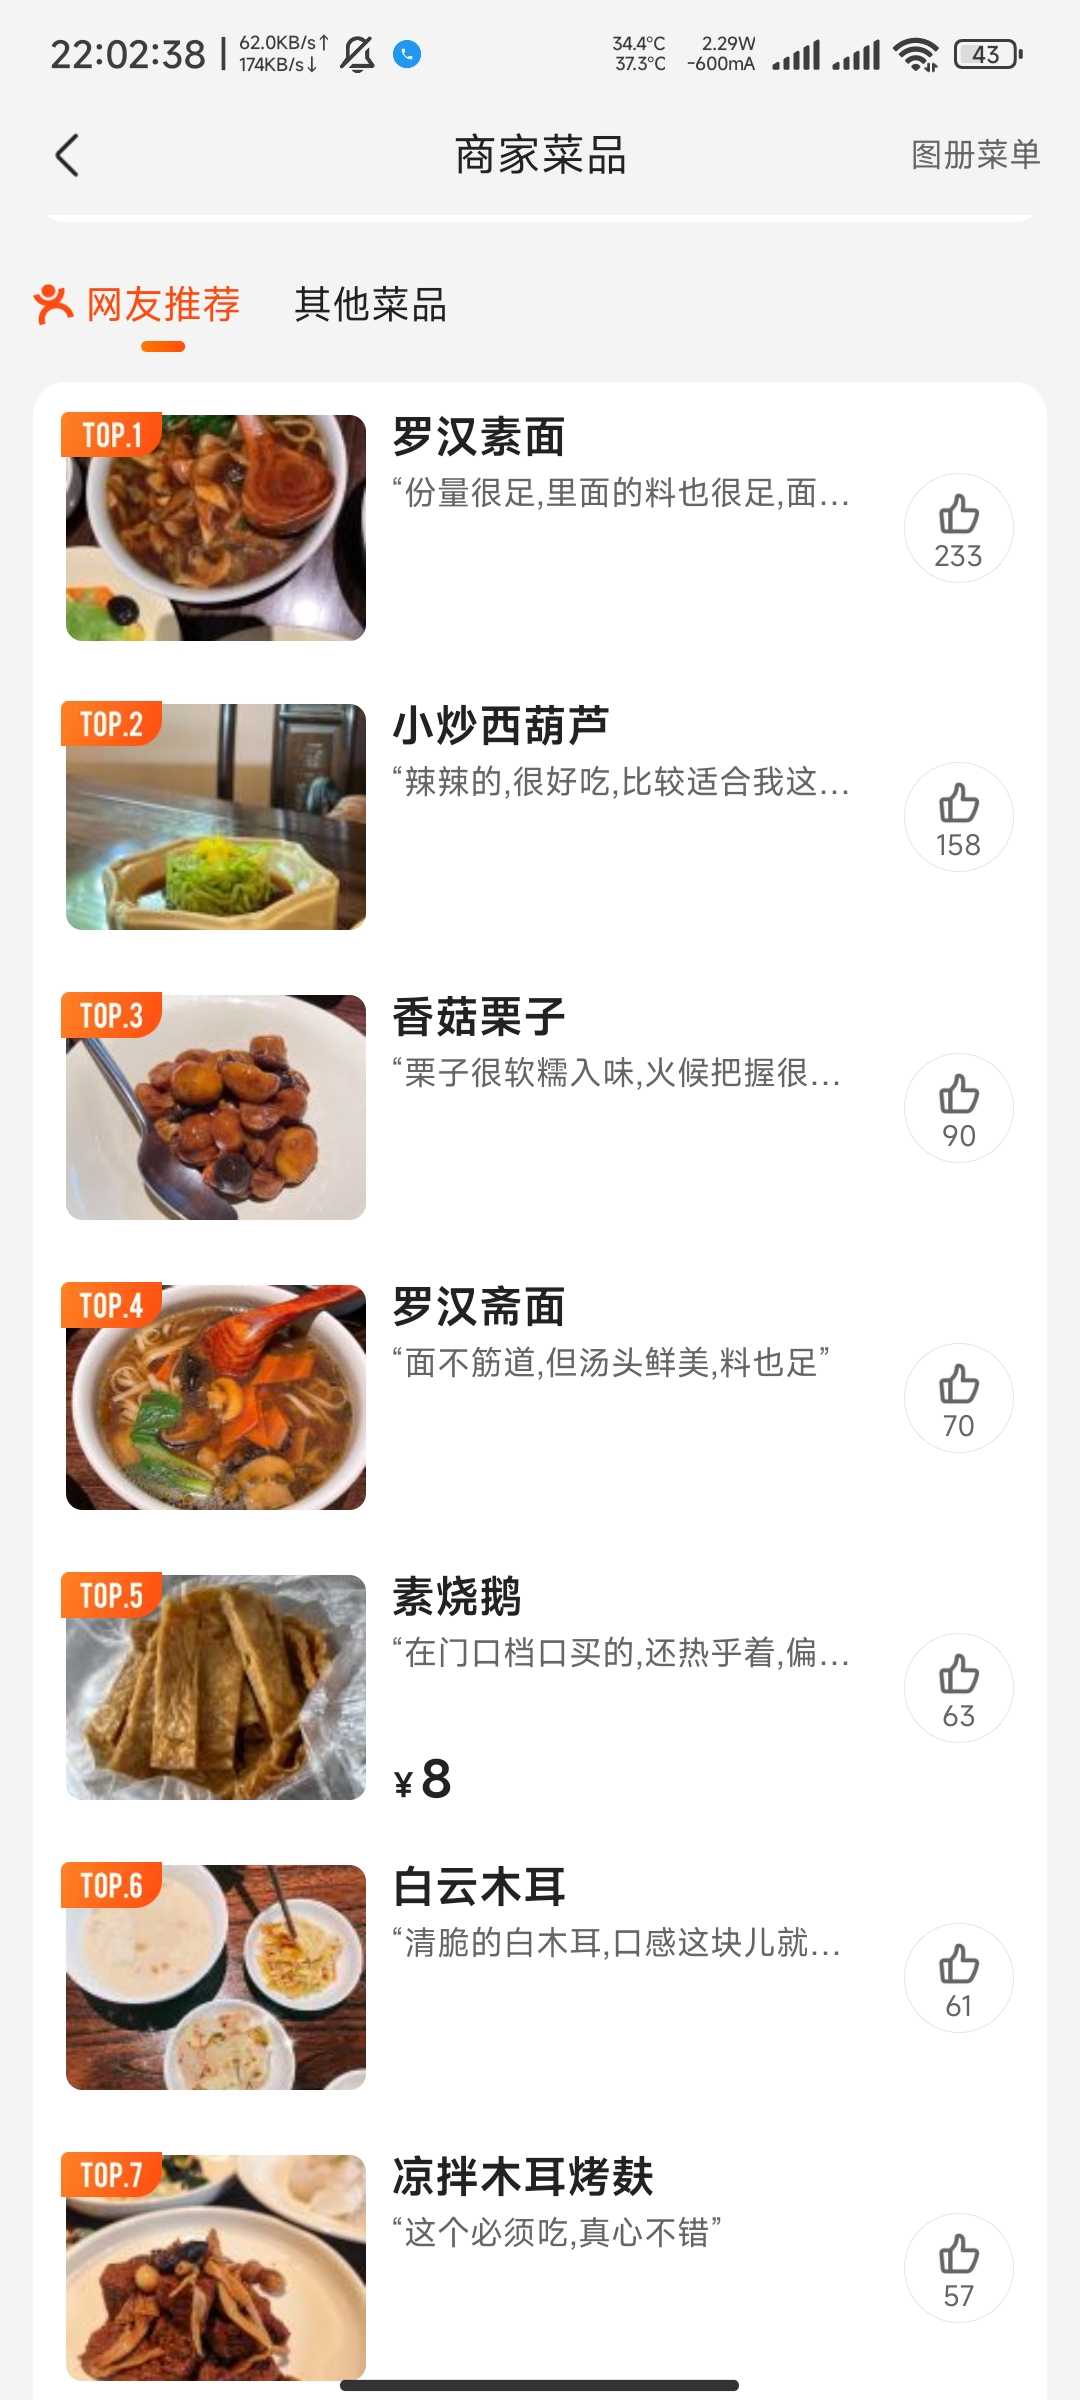 22:02:38 | 62.0KB/s↑ 34.4°C 2.29W
174KB/s↓ 37.3°C -600mA 43
商家菜品 图册菜单
网友推荐 其他菜品
TOP.1 罗汉素面
“份量很足,里面的料也很足,面...
233
TOP.2 小炒西葫芦
“辣辣的,很好吃,比较适合我这...
158
TOP.3 香菇栗子
“栗子很软糯入味,火候把握很...
90
TOP.4 罗汉斋面
“面不筋道,但汤头鲜美,料也足”
70
TOP.5 素烧鹅
“在门口档口买的,还热乎着,偏...
63
¥8
TOP.6 白云木耳
“清脆的白木耳,口感这块儿就...
61
TOP.7 凉拌木耳烤麸
“这个必须吃,真心不错”
57